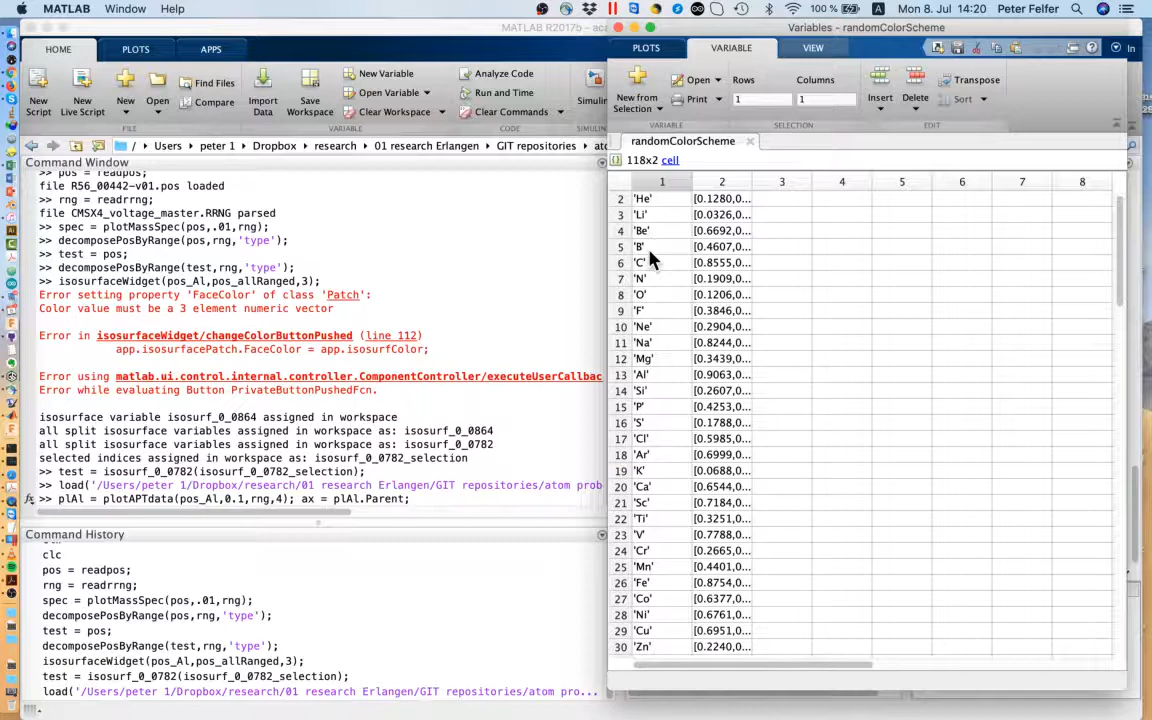 MATLAB Window Help
100 % Mon 8. Jul 14:20 Peter Felfer
MATLAB R2017b - aca
HOME PLOTS APPS
New Script
New Live Script
New
Open
Find Files
Compare
FILE
Import Data
Save Workspace
New Variable
Open Variable
Clear Workspace
VARIABLE
Analyze Code
Run and Time
Clear Commands
CODE
Simulin
SIMULIN
/ Users peter 1 Dropbox research 01 research Erlangen GIT repositories ato
Command Window
>> pos = readpos;
file R56_00442-v01.pos loaded
>> rng = readrrng;
file CMSX4_voltage_master.RRNG parsed
>> spec = plotMassSpec(pos,.01,rng);
>> decomposePosByRange(pos,rng,'type');
>> test = pos;
>> decomposePosByRange(test,rng,'type');
>> isosurfaceWidget(pos_Al,pos_allRanged,3);
Error setting property 'FaceColor' of class 'Patch':
Color value must be a 3 element numeric vector
Error in isosurfaceWidget/changeColorButtonPushed (line 112)
app.isosurfacePatch.FaceColor = app.isosurfColor;
Error using matlab.ui.control.internal.controller.ComponentController/executeUserCallbac
Error while evaluating Button PrivateButtonPushedFcn.
isosurface variable isosurf_0_0864 assigned in workspace
all split isosurface variables assigned in workspace as: isosurf_0_0864
all split isosurface variables assigned in workspace as: isosurf_0_0782
selected indices assigned in workspace as: isosurf_0_0782_selection
>> test = isosurf_0_0782(isosurf_0_0782_selection);
>> load('/Users/peter 1/Dropbox/research/01 research Erlangen/GIT repositories/atom prob
fx >> plAl = plotAPTdata(pos_Al,0.1,rng,4); ax = plAl.Parent;
Command History
clc
pos = readpos;
rng = readrrng;
spec = plotMassSpec(pos,.01,rng);
decomposePosByRange(pos,rng,'type');
test = pos;
decomposePosByRange(test,rng,'type');
isosurfaceWidget(pos_Al,pos_allRanged,3);
test = isosurf_0_0782(isosurf_0_0782_selection);
load('/Users/peter 1/Dropbox/research/01 research Erlangen/GIT repositories/atom pro...
Variables - randomColorScheme
PLOTS VARIABLE VIEW
In
New from Selection
Open
Print
VARIABLE
Rows Columns
1 1
SELECTION
Insert
Delete
Transpose
Sort
EDIT
randomColorScheme
118x2 cell
1 2 3 4 5 6 7 8
2 'He' [0.1280,0...
3 'Li' [0.0326,0...
4 'Be' [0.6692,0...
5 'B' [0.4607,0...
6 'C' [0.8555,0...
7 'N' [0.1909,0...
8 'O' [0.1206,0...
9 'F' [0.3846,0...
10 'Ne' [0.2904,0...
11 'Na' [0.8244,0...
12 'Mg' [0.3439,0...
13 'Al' [0.9063,0...
14 'Si' [0.2607,0...
15 'P' [0.4253,0...
16 'S' [0.1788,0...
17 'Cl' [0.5985,0...
18 'Ar' [0.6999,0...
19 'K' [0.0688,0...
20 'Ca' [0.6544,0...
21 'Sc' [0.7184,0...
22 'Ti' [0.3251,0...
23 'V' [0.7788,0...
24 'Cr' [0.2665,0...
25 'Mn' [0.4401,0...
26 'Fe' [0.8754,0...
27 'Co' [0.6377,0...
28 'Ni' [0.6761,0...
29 'Cu' [0.6951,0...
30 'Zn' [0.2240,0...